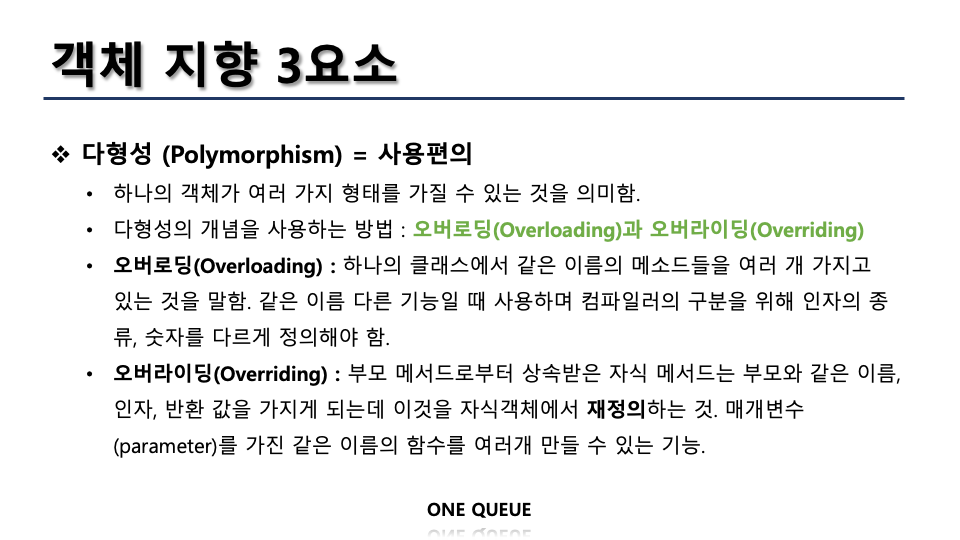 객체 지향 3요소
❖ 다형성 (Polymorphism) = 사용편의
• 하나의 객체가 여러 가지 형태를 가질 수 있는 것을 의미함.
• 다형성의 개념을 사용하는 방법 : 오버로딩(Overloading)과 오버라이딩(Overriding)
• 오버로딩(Overloading) : 하나의 클래스에서 같은 이름의 메소드들을 여러 개 가지고
있는 것을 말함. 같은 이름 다른 기능일 때 사용하며 컴파일러의 구분을 위해 인자의 종
류, 숫자를 다르게 정의해야 함.
• 오버라이딩(Overriding) : 부모 메서드로부터 상속받은 자식 메서드는 부모와 같은 이름,
인자, 반환 값을 가지게 되는데 이것을 자식객체에서 재정의하는 것. 매개변수
(parameter)를 가진 같은 이름의 함수를 여러개 만들 수 있는 기능.
ONE QUEUE